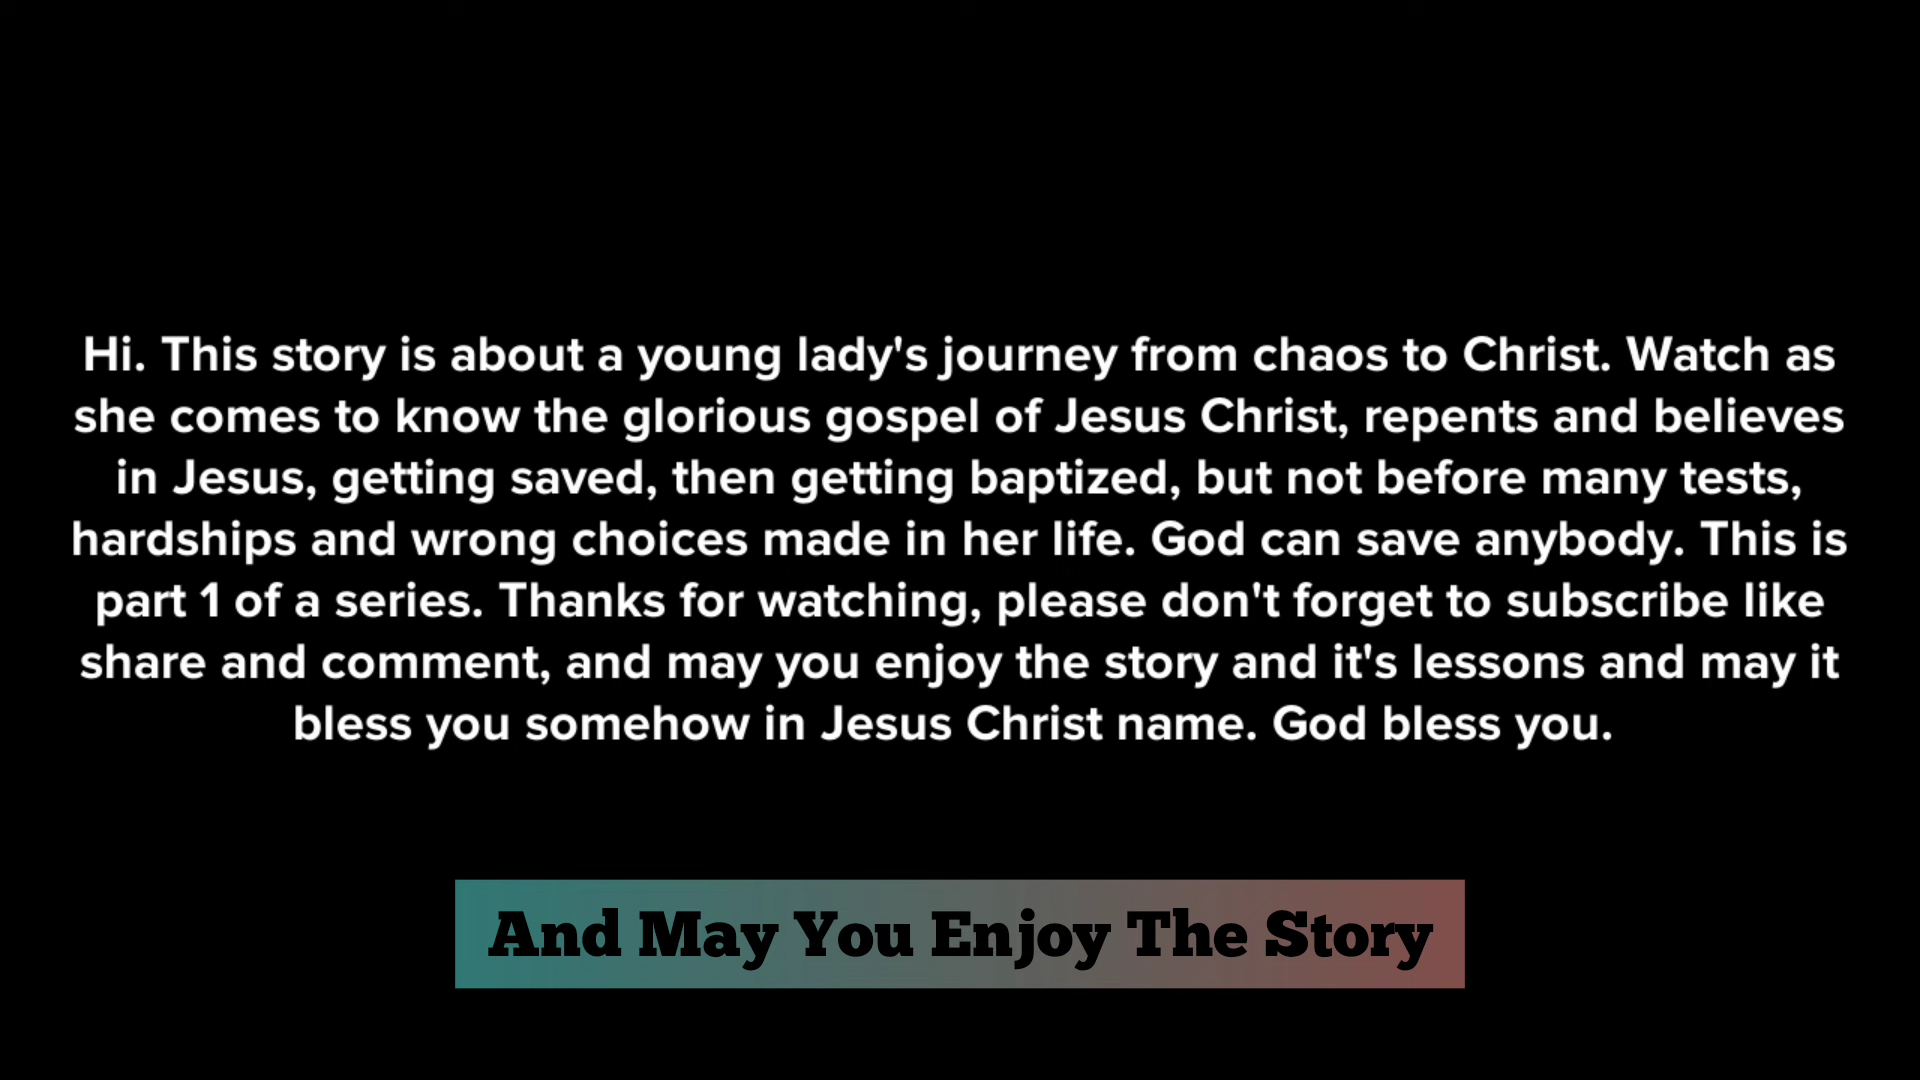 Hi. This story is about a young lady's journey from chaos to Christ. Watch as
she comes to know the glorious gospel of Jesus Christ, repents and believes
in Jesus, getting saved, then getting baptized, but not before many tests,
hardships and wrong choices made in her life. God can save anybody. This is
part 1 of a series. Thanks for watching, please don't forget to subscribe like
share and comment, and may you enjoy the story and it's lessons and may it
bless you somehow in Jesus Christ name. God bless you.
And May You Enjoy The Story